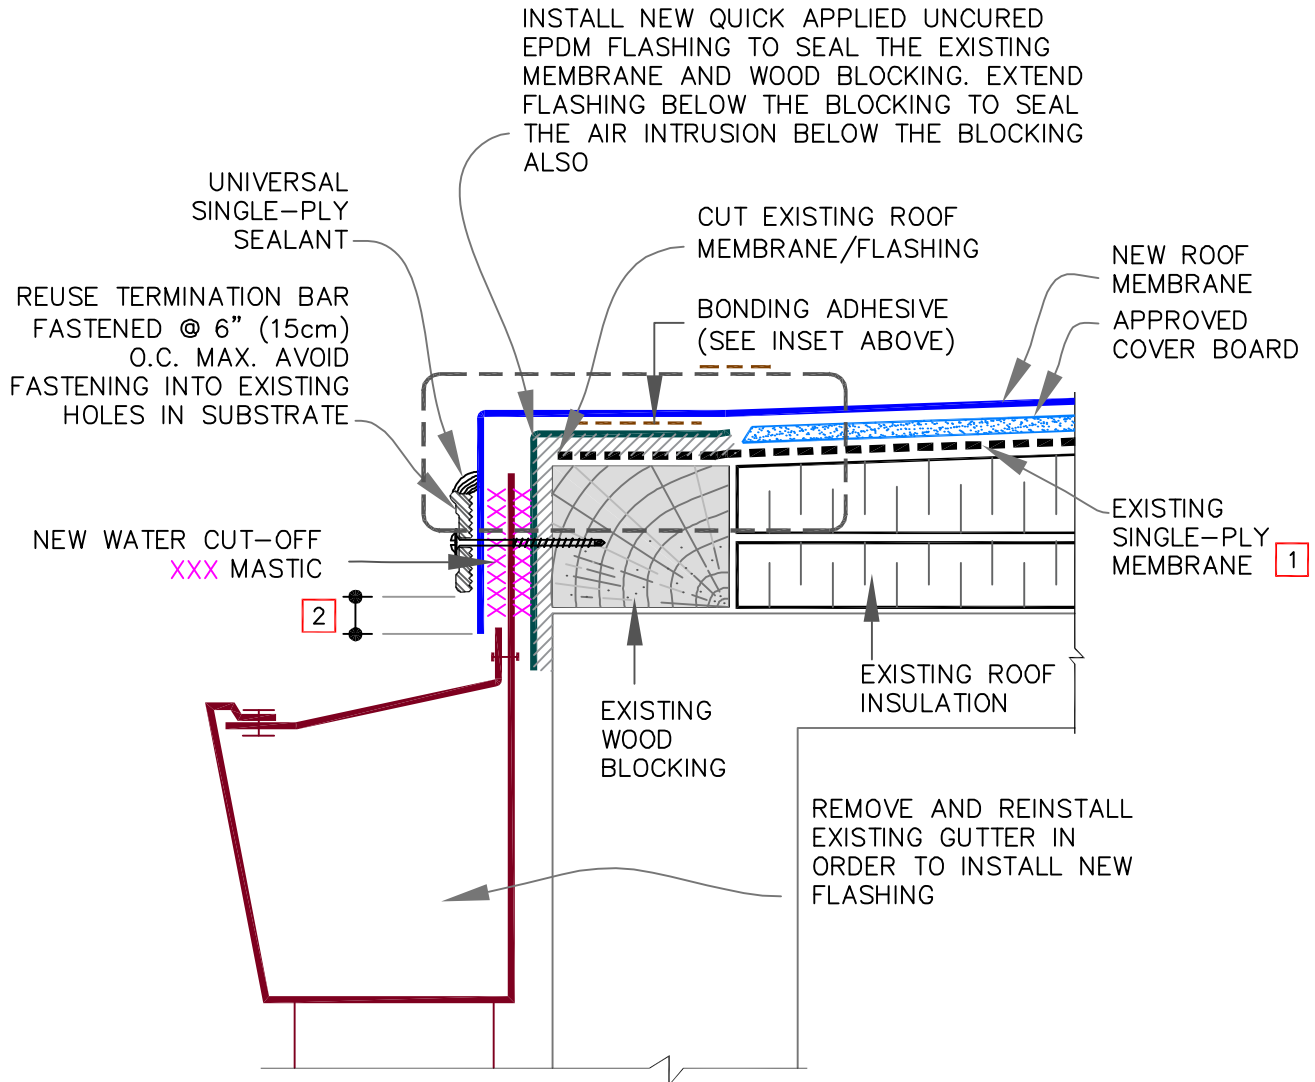 INSTALL NEW QUICK APPLIED UNCURED
EPDM FLASHING TO SEAL THE EXISTING
MEMBRANE AND WOOD BLOCKING. EXTEND
FLASHING BELOW THE BLOCKING TO SEAL
THE AIR INTRUSION BELOW THE BLOCKING
ALSO
UNIVERSAL
SINGLE-PLY
SEALANT
CUT EXISTING ROOF
MEMBRANE/FLASHING
NEW ROOF
MEMBRANE
REUSE TERMINATION BAR
FASTENED @ 6" (15cm)
O.C. MAX. AVOID
FASTENING INTO EXISTING
HOLES IN SUBSTRATE
BONDING ADHESIVE
(SEE INSET ABOVE)
APPROVED
COVER BOARD
NEW WATER CUT-OFF
XXX MASTIC
EXISTING
SINGLE-PLY
MEMBRANE 1
2
EXISTING ROOF
INSULATION
EXISTING
WOOD
BLOCKING
REMOVE AND REINSTALL
EXISTING GUTTER IN
ORDER TO INSTALL NEW
FLASHING